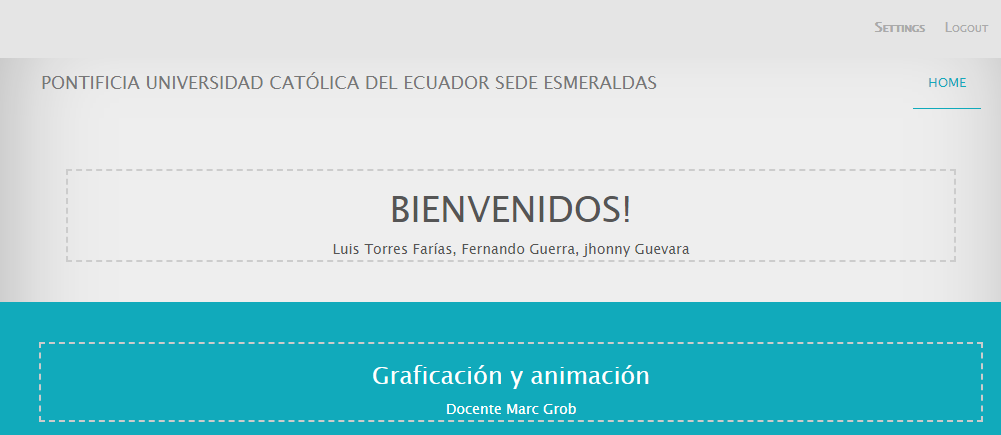 Settings Logout
PONTIFICIA UNIVERSIDAD CATÓLICA DEL ECUADOR SEDE ESMERALDAS HOME
BIENVENIDOS!
Luis Torres Farías, Fernando Guerra, jhonny Guevara
Graficación y animación
Docente Marc Grob